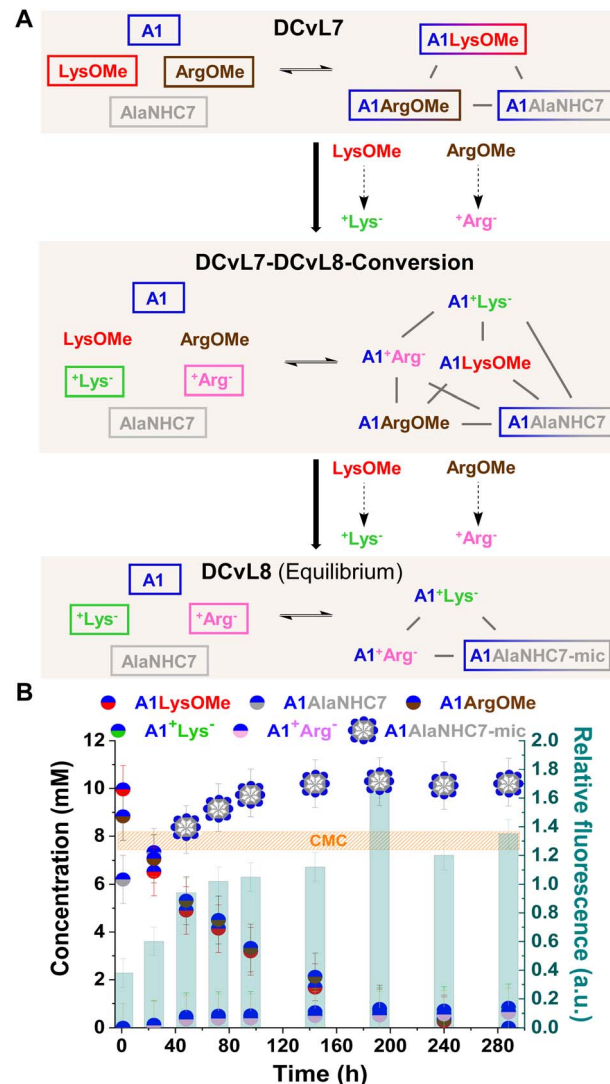 A
DCvL7
A1
LysOMe ArgOMe
AlaNHC7
A1LysOMe
A1ArgOMe A1AlaNHC7
LysOMe ArgOMe
⁺Lys⁻ ⁺Arg⁻
DCvL7-DCvL8-Conversion
A1
LysOMe ArgOMe
⁺Lys⁻ ⁺Arg⁻
AlaNHC7
A1⁺Lys⁻
A1⁺Arg⁻
A1LysOMe
A1ArgOMe A1AlaNHC7
LysOMe ArgOMe
⁺Lys⁻ ⁺Arg⁻
DCvL8 (Equilibrium)
A1
⁺Lys⁻ ⁺Arg⁻
AlaNHC7
A1⁺Lys⁻
A1⁺Arg⁻ A1AlaNHC7-mic
B
A1LysOMe A1AlaNHC7 A1ArgOMe
A1⁺Lys⁻ A1⁺Arg⁻ A1AlaNHC7-mic
Concentration (mM)
12
10
8
6
4
2
0
CMC
2.0
1.8
1.6
1.4
1.2
1.0
0.8
0.6
0.4
0.2
0.0
Relative fluorescence (a.u.)
0 40 80 120 160 200 240 280
Time (h)